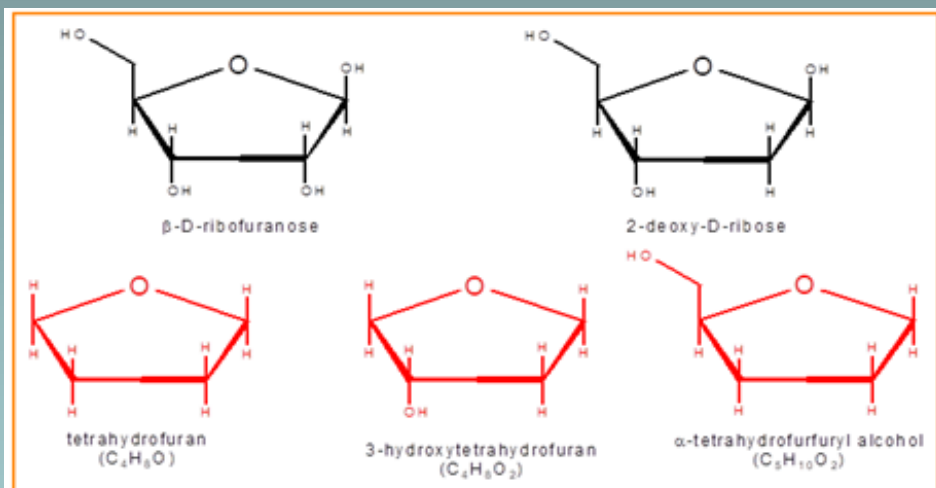 HO
O
OH
H
H
H
H
OH
OH
HO
O
OH
H
H
H
H
OH
H
β-D-ribofuranose
2-deoxy-D-ribose
H
O
H
H
H
H
H
H
H
H
O
H
H
H
H
H
OH
H
HO
O
H
H
H
H
H
H
H
tetrahydrofuran
(C₄H₈O)
3-hydroxytetrahydrofuran
(C₄H₈O₂)
α-tetrahydrofurfuryl alcohol
(C₅H₁₀O₂)